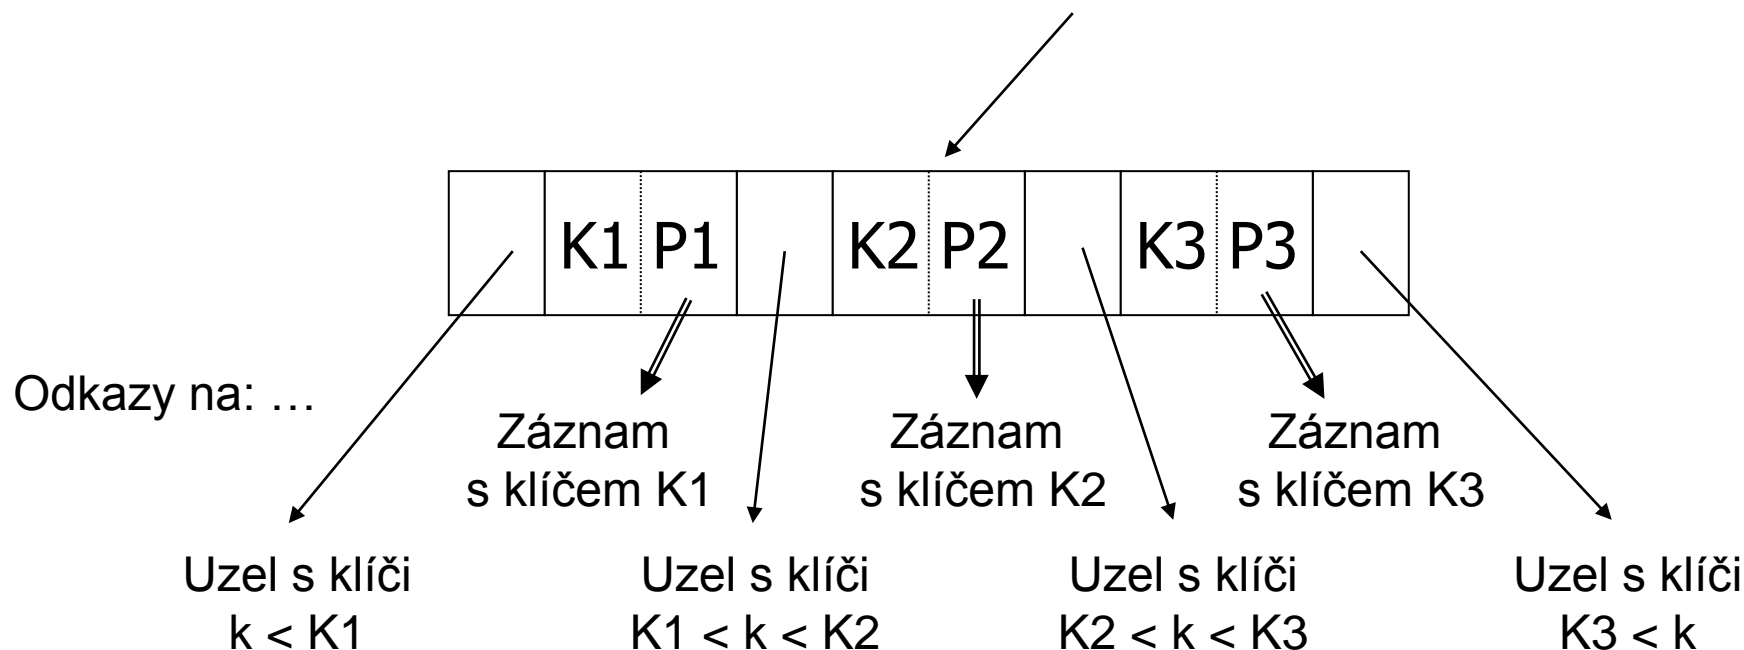 K1 P1 K2 P2 K3 P3
Odkazy na: …
Záznam
s klíčem K1
Záznam
s klíčem K2
Záznam
s klíčem K3
Uzel s klíči
k < K1
Uzel s klíči
K1 < k < K2
Uzel s klíči
K2 < k < K3
Uzel s klíči
K3 < k